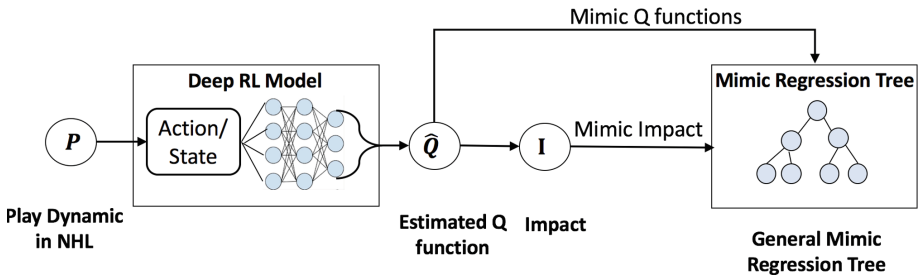 Mimic Q functions
Deep RL Model
Mimic Regression Tree
P
Action/
State
Q̂
I
Mimic Impact
Play Dynamic
in NHL
Estimated Q
function
Impact
General Mimic
Regression Tree